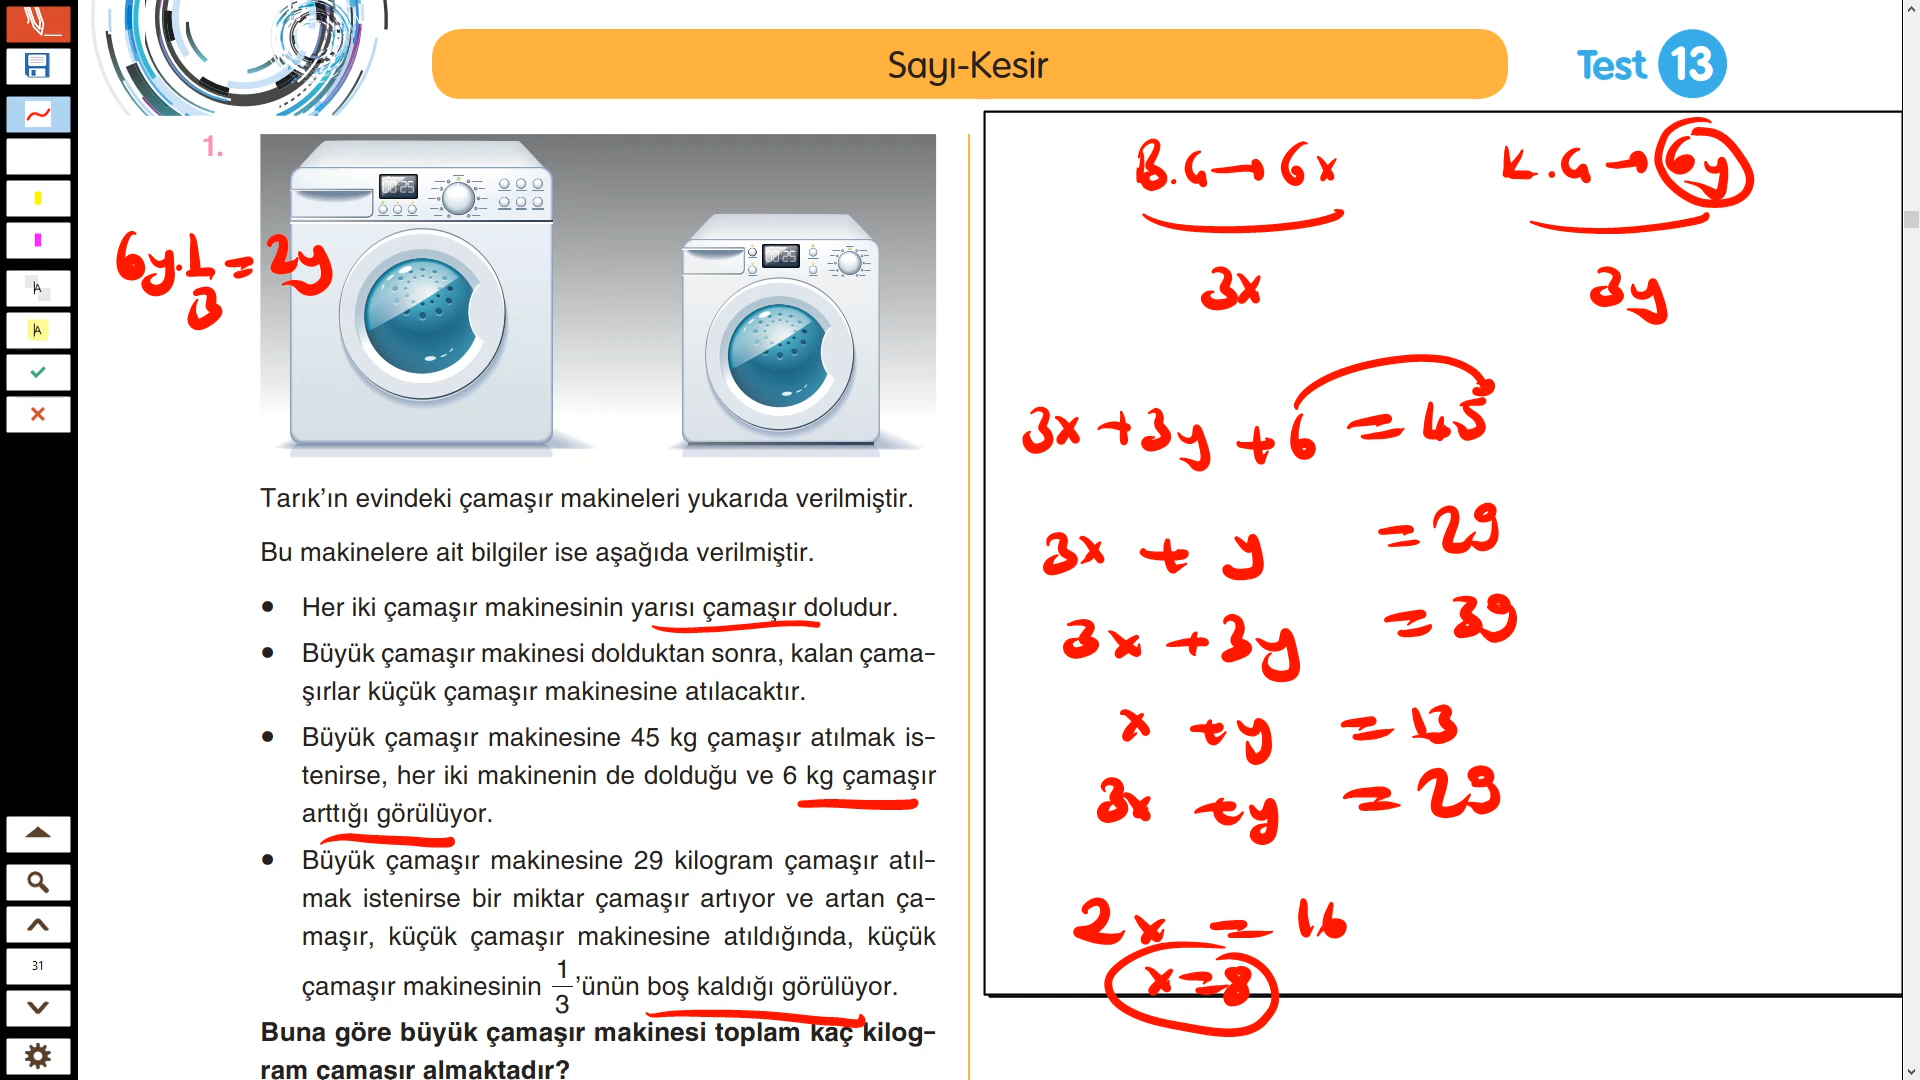 Sayı-Kesir
Test 13
1.
00:25
00:25
6y.1/3 = 2y
Tarık’ın evindeki çamaşır makineleri yukarıda verilmiştir.
Bu makinelere ait bilgiler ise aşağıda verilmiştir.
● Her iki çamaşır makinesinin yarısı çamaşır doludur.
● Büyük çamaşır makinesi dolduktan sonra, kalan çama-
şırlar küçük çamaşır makinesine atılacaktır.
● Büyük çamaşır makinesine 45 kg çamaşır atılmak is-
tenirse, her iki makinenin de dolduğu ve 6 kg çamaşır
arttığı görülüyor.
● Büyük çamaşır makinesine 29 kilogram çamaşır atıl-
mak istenirse bir miktar çamaşır artıyor ve artan ça-
maşır, küçük çamaşır makinesine atıldığında, küçük
çamaşır makinesinin 1/3’ünün boş kaldığı görülüyor.
Buna göre büyük çamaşır makinesi toplam kaç kilog-
ram çamaşır almaktadır?
B.G → 6x K.G → 6y
3x 3y
3x + 3y + 6 = 45
3x + y = 29
3x + 3y = 39
x + y = 13
3x + y = 29
2x = 16
x = 8
A
A
31